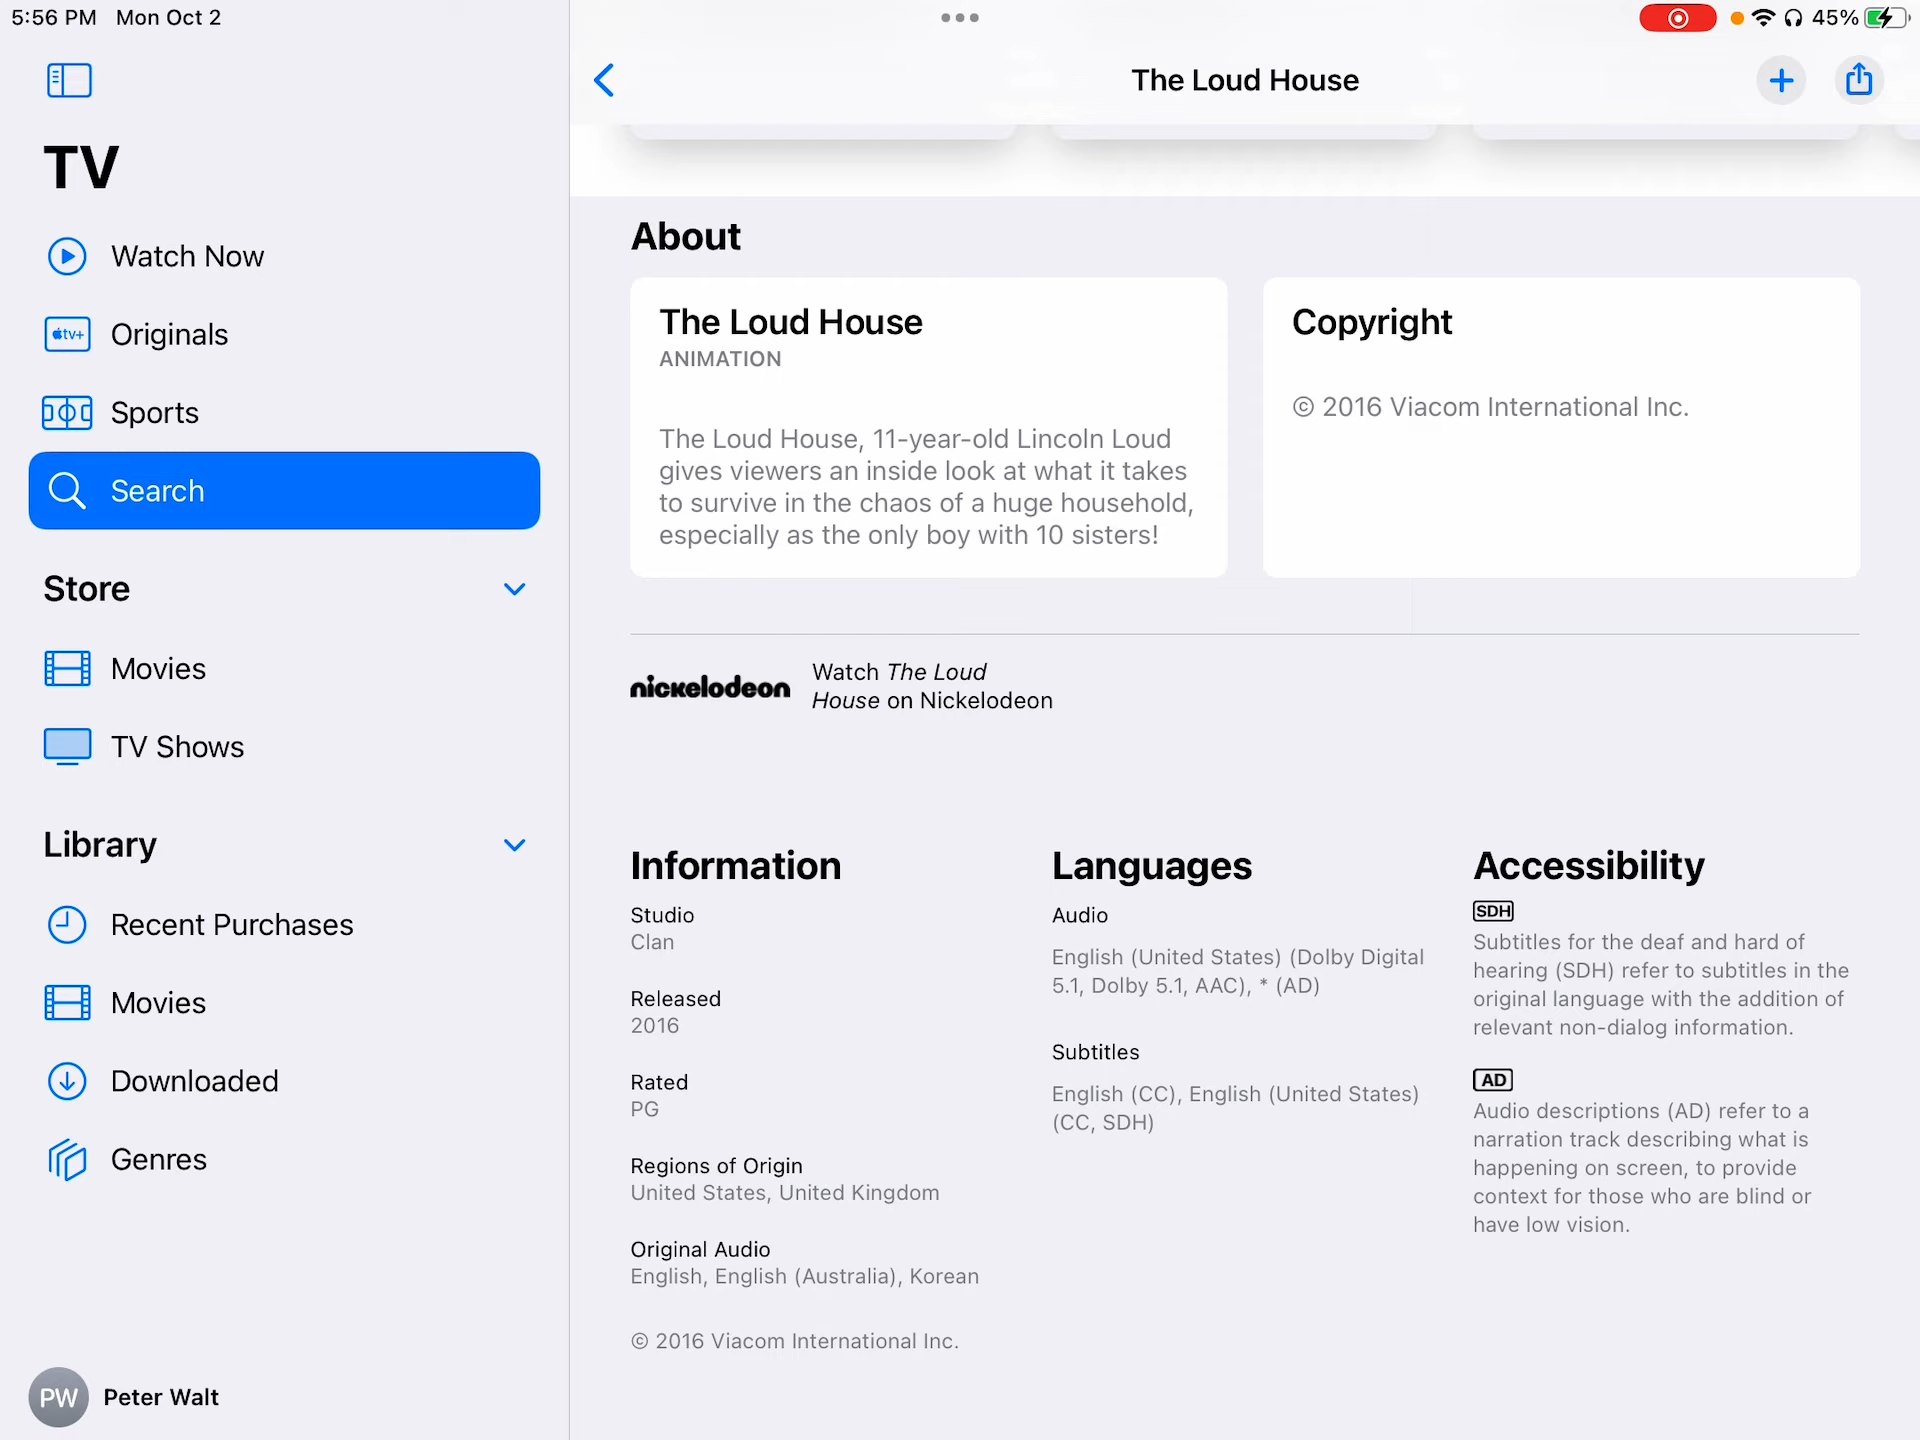 5:56 PM Mon Oct 2
45%
TV
Watch Now
tv+
Originals
Sports
Search
Store
Movies
TV Shows
Library
Recent Purchases
Movies
Downloaded
Genres
PW
Peter Walt
The Loud House
About
The Loud House
ANIMATION
The Loud House, 11-year-old Lincoln Loud
gives viewers an inside look at what it takes
to survive in the chaos of a huge household,
especially as the only boy with 10 sisters!
Copyright
© 2016 Viacom International Inc.
nickelodeon
Watch The Loud
House on Nickelodeon
Information
Studio
Clan
Released
2016
Rated
PG
Regions of Origin
United States, United Kingdom
Original Audio
English, English (Australia), Korean
© 2016 Viacom International Inc.
Languages
Audio
English (United States) (Dolby Digital
5.1, Dolby 5.1, AAC), * (AD)
Subtitles
English (CC), English (United States)
(CC, SDH)
Accessibility
SDH
Subtitles for the deaf and hard of
hearing (SDH) refer to subtitles in the
original language with the addition of
relevant non-dialog information.
AD
Audio descriptions (AD) refer to a
narration track describing what is
happening on screen, to provide
context for those who are blind or
have low vision.